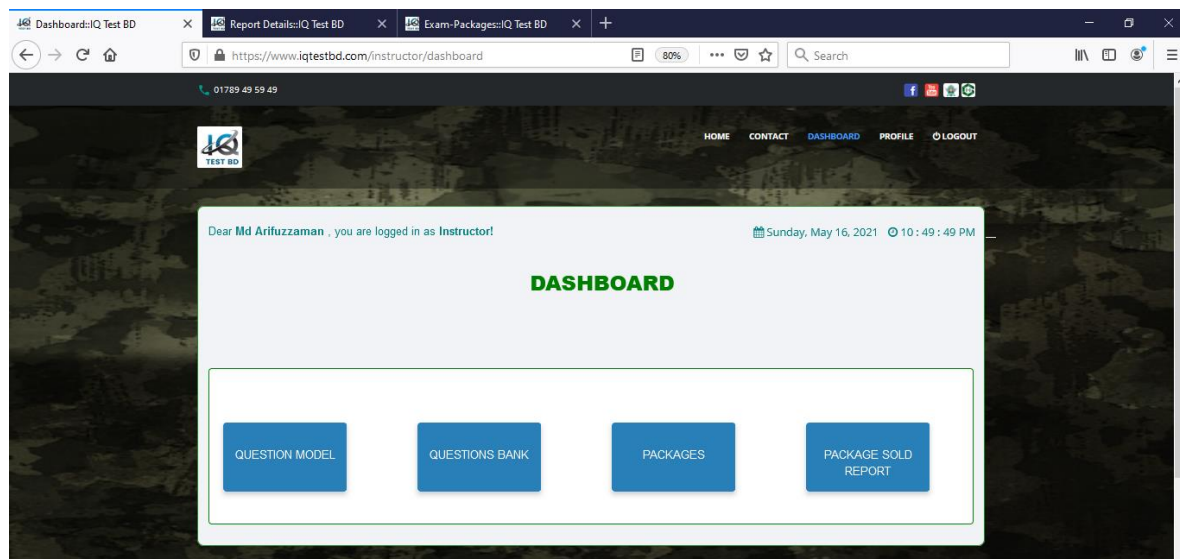 Dashboard::IQ Test BD
Report Details::IQ Test BD
Exam-Packages::IQ Test BD
https://www.iqtestbd.com/instructor/dashboard
80%
Search
01789 49 59 49
IQ
TEST BD
HOME CONTACT DASHBOARD PROFILE LOGOUT
Dear Md Arifuzzaman , you are logged in as Instructor!
Sunday, May 16, 2021 10 : 49 : 49 PM
DASHBOARD
QUESTION MODEL
QUESTIONS BANK
PACKAGES
PACKAGE SOLD
REPORT